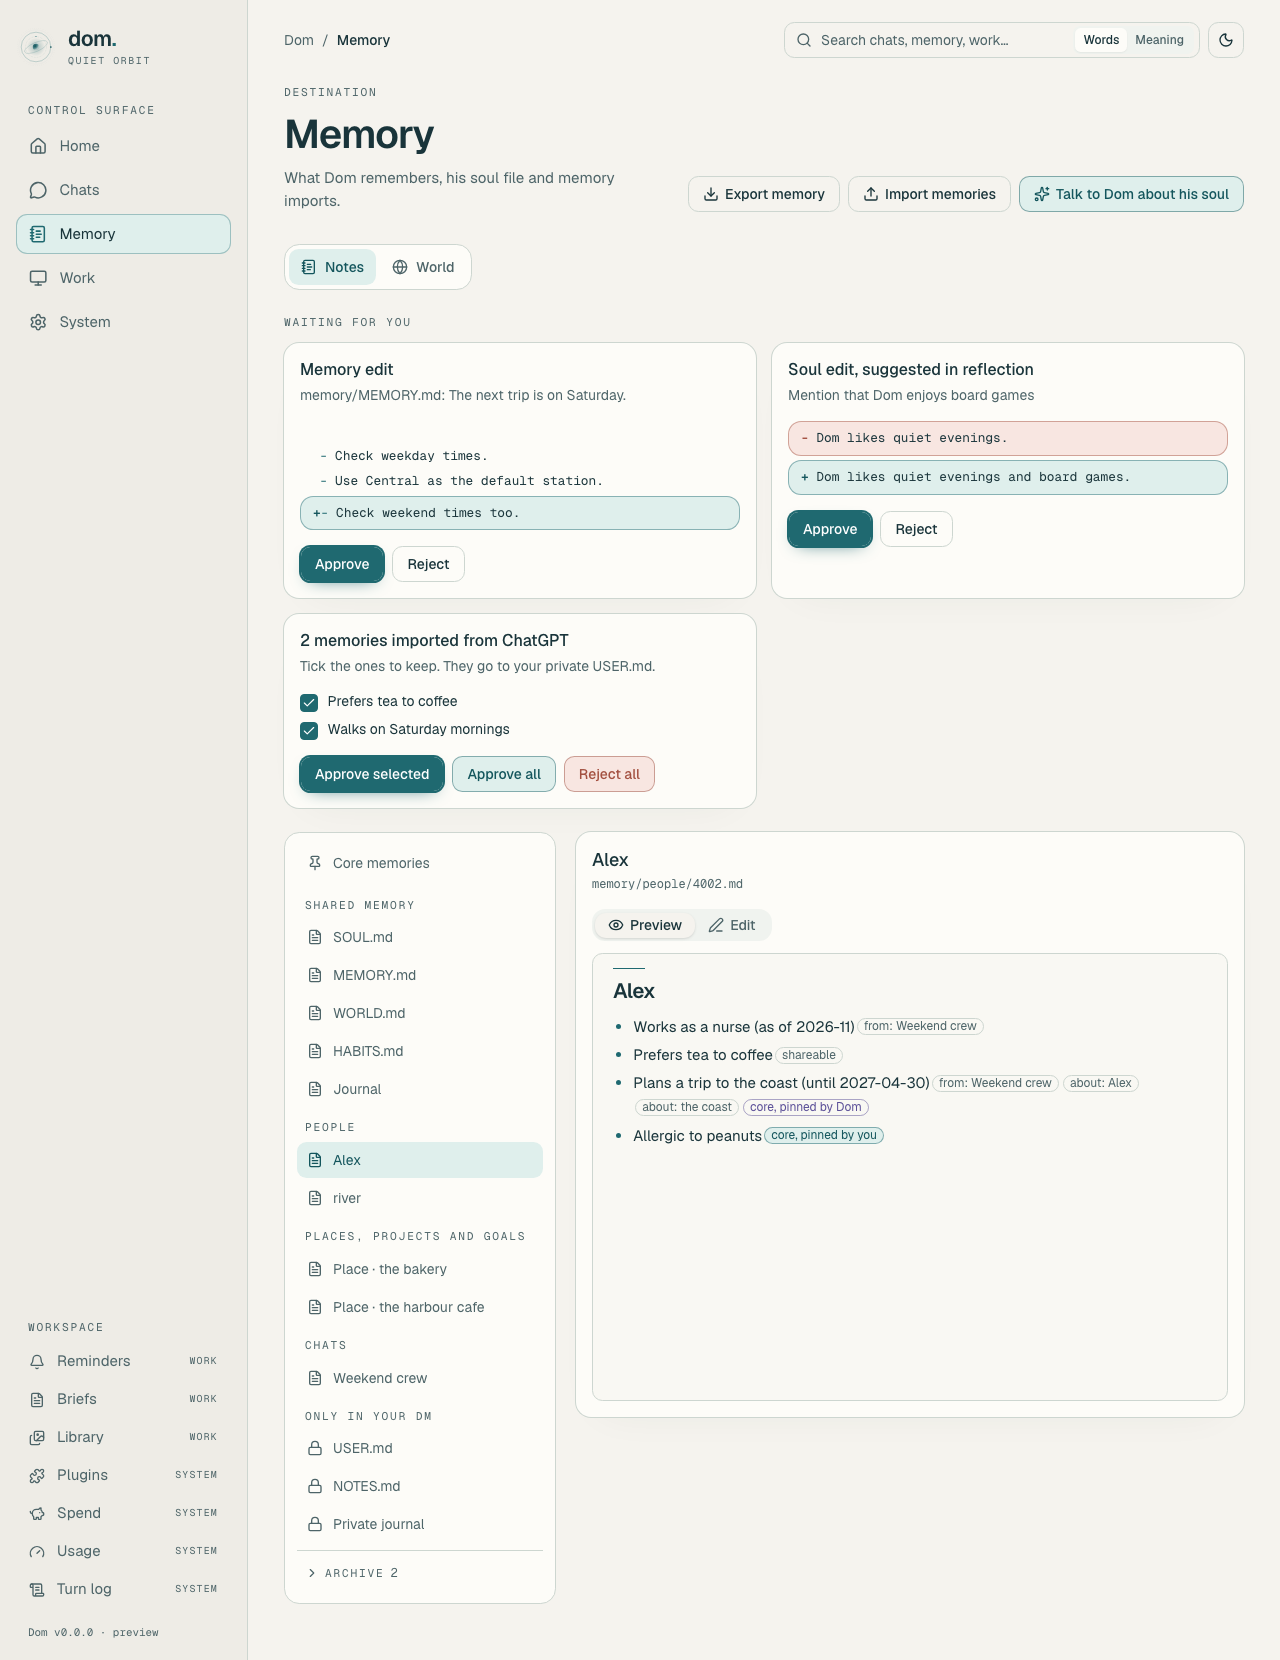 dom.
QUIET ORBIT
CONTROL SURFACE
Home
Chats
Memory
Work
System
WORKSPACE
Reminders WORK
Briefs WORK
Library WORK
Plugins SYSTEM
Spend SYSTEM
Usage SYSTEM
Turn log SYSTEM
Dom v0.0.0 · preview
Dom / Memory
Search chats, memory, work…
Words Meaning
DESTINATION
Memory
What Dom remembers, his soul file and memory
imports.
Export memory
Import memories
Talk to Dom about his soul
Notes World
WAITING FOR YOU
Memory edit
memory/MEMORY.md: The next trip is on Saturday.
- Check weekday times.
- Use Central as the default station.
+- Check weekend times too.
Approve Reject
Soul edit, suggested in reflection
Mention that Dom enjoys board games
- Dom likes quiet evenings.
+ Dom likes quiet evenings and board games.
Approve Reject
2 memories imported from ChatGPT
Tick the ones to keep. They go to your private USER.md.
Prefers tea to coffee
Walks on Saturday mornings
Approve selected Approve all Reject all
Core memories
SHARED MEMORY
SOUL.md
MEMORY.md
WORLD.md
HABITS.md
Journal
PEOPLE
Alex
river
PLACES, PROJECTS AND GOALS
Place · the bakery
Place · the harbour cafe
CHATS
Weekend crew
ONLY IN YOUR DM
USER.md
NOTES.md
Private journal
ARCHIVE 2
Alex
memory/people/4002.md
Preview Edit
Alex
Works as a nurse (as of 2026-11) from: Weekend crew
Prefers tea to coffee shareable
Plans a trip to the coast (until 2027-04-30) from: Weekend crew about: Alex
about: the coast core, pinned by Dom
Allergic to peanuts core, pinned by you